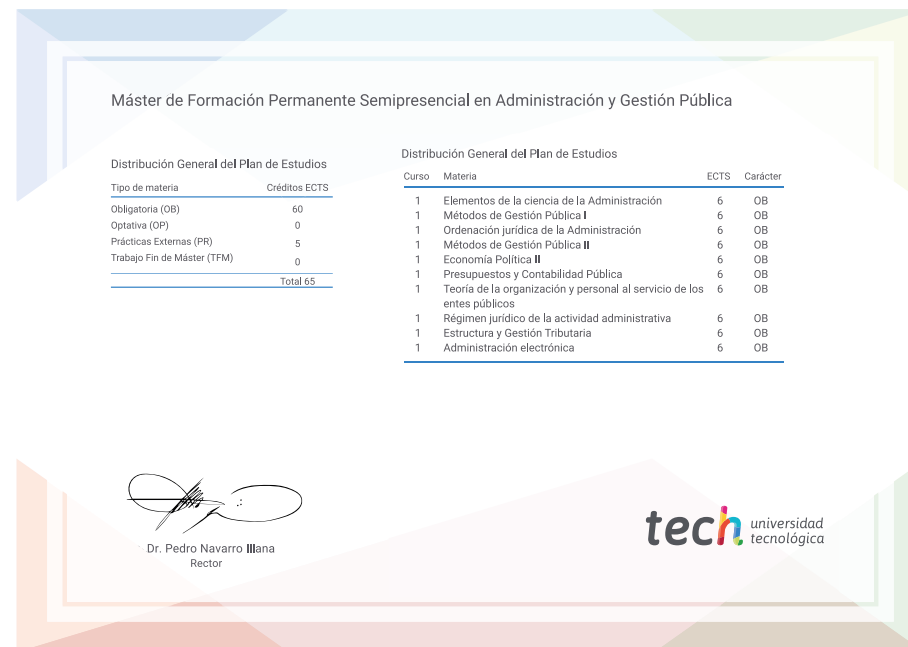 Máster de Formación Permanente Semipresencial en Administración y Gestión Pública
Distribución General del Plan de Estudios
Tipo de materia Créditos ECTS
Obligatoria (OB) 60
Optativa (OP) 0
Prácticas Externas (PR) 5
Trabajo Fin de Máster (TFM) 0
Total 65
Distribución General del Plan de Estudios
Curso Materia ECTS Carácter
1 Elementos de la ciencia de la Administración 6 OB
1 Métodos de Gestión Pública I 6 OB
1 Ordenación jurídica de la Administración 6 OB
1 Métodos de Gestión Pública II 6 OB
1 Economía Política II 6 OB
1 Presupuestos y Contabilidad Pública 6 OB
1 Teoría de la organización y personal al servicio de los 6 OB
entes públicos
1 Régimen jurídico de la actividad administrativa 6 OB
1 Estructura y Gestión Tributaria 6 OB
1 Administración electrónica 6 OB
Dr. Pedro Navarro Illana
Rector
tech universidad
tecnológica